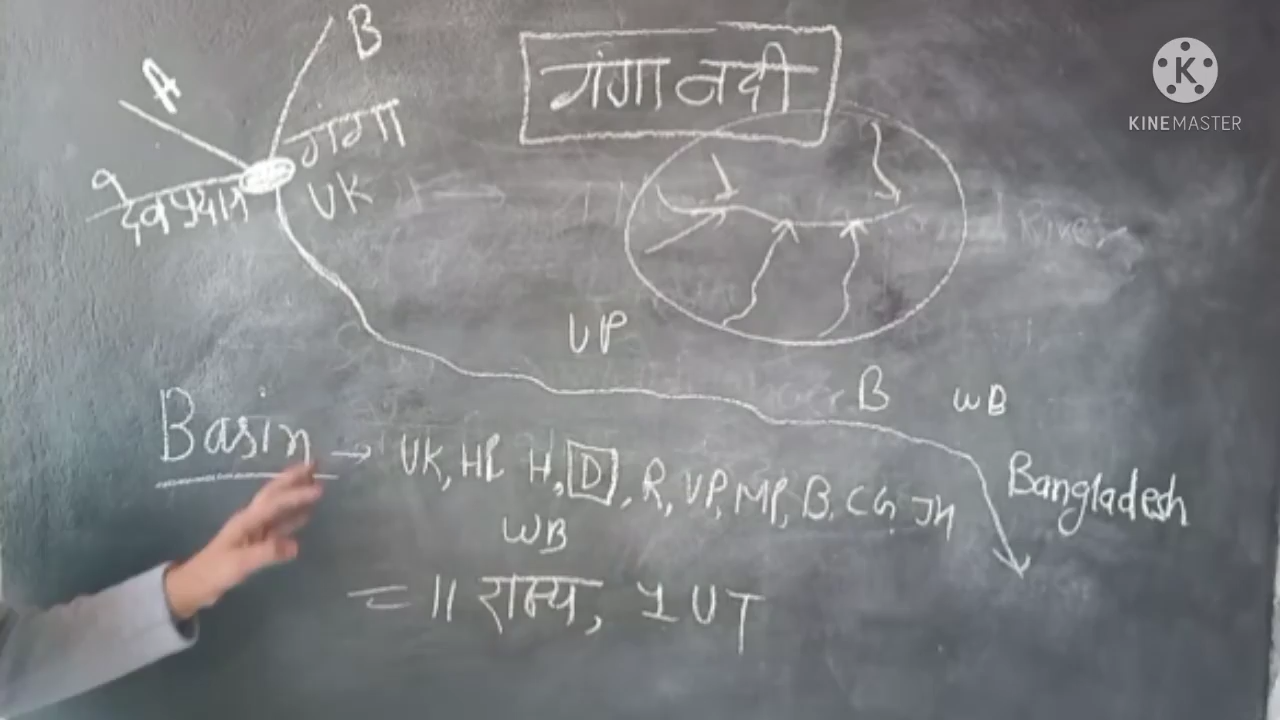 B
A
गंगा नदी
गंगा
देवप्रयाग
UK
River
UP
B
WB
Basin → UK, HP, H, D, R, UP, MP, B, CG, JH
WB
Bangladesh
= 11 राज्य, 1 UT
K
KINEMASTER